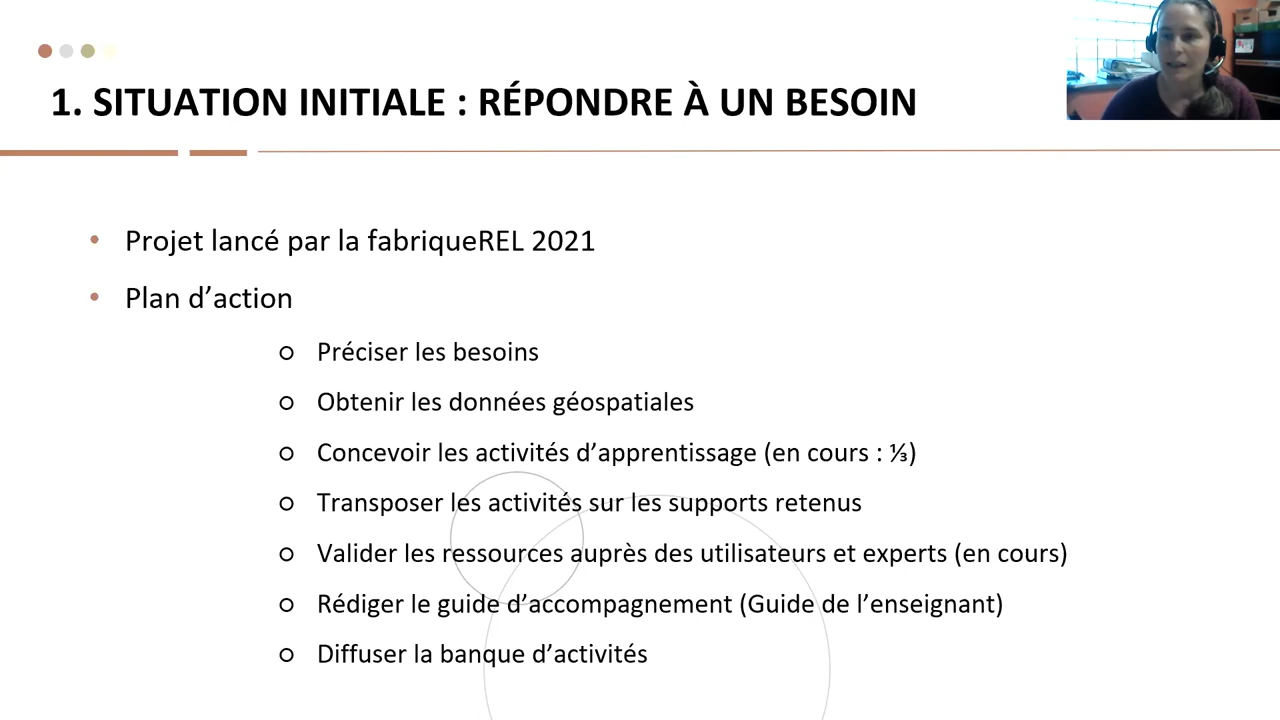 1. SITUATION INITIALE : RÉPONDRE À UN BESOIN
• Projet lancé par la fabriqueREL 2021
• Plan d’action
○ Préciser les besoins
○ Obtenir les données géospatiales
○ Concevoir les activités d’apprentissage (en cours : ⅓)
○ Transposer les activités sur les supports retenus
○ Valider les ressources auprès des utilisateurs et experts (en cours)
○ Rédiger le guide d’accompagnement (Guide de l’enseignant)
○ Diffuser la banque d’activités